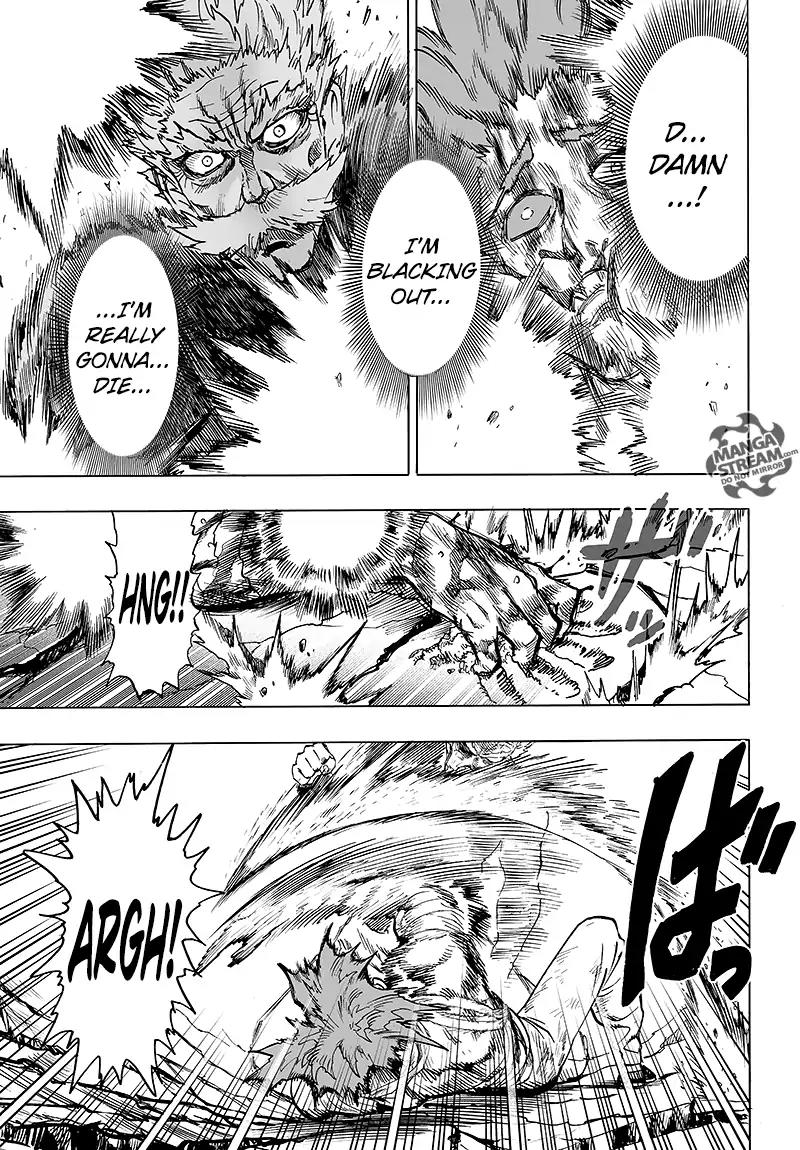 D...
DAMN
...!
I'M
BLACKING
OUT...
...I'M
REALLY
GONNA...
DIE...
MANGA
STREAM.com
DO NOT MIRROR
ザッ
HNG!!
ばっ
ARGH!